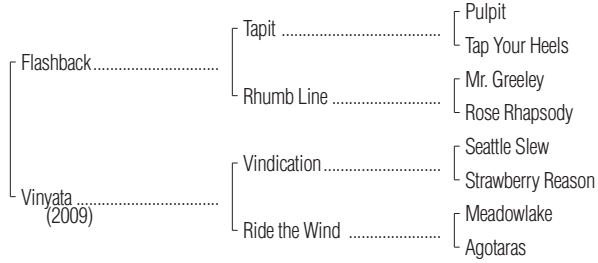 Pulpit
Tapit ........................................
Tap Your Heels
Flashback................................
Mr. Greeley
Rhumb Line ...........................
Rose Rhapsody
Seattle Slew
Vindication.............................
Strawberry Reason
Vinyata ....................................
(2009)
Meadowlake
Ride the Wind .......................
Agotaras